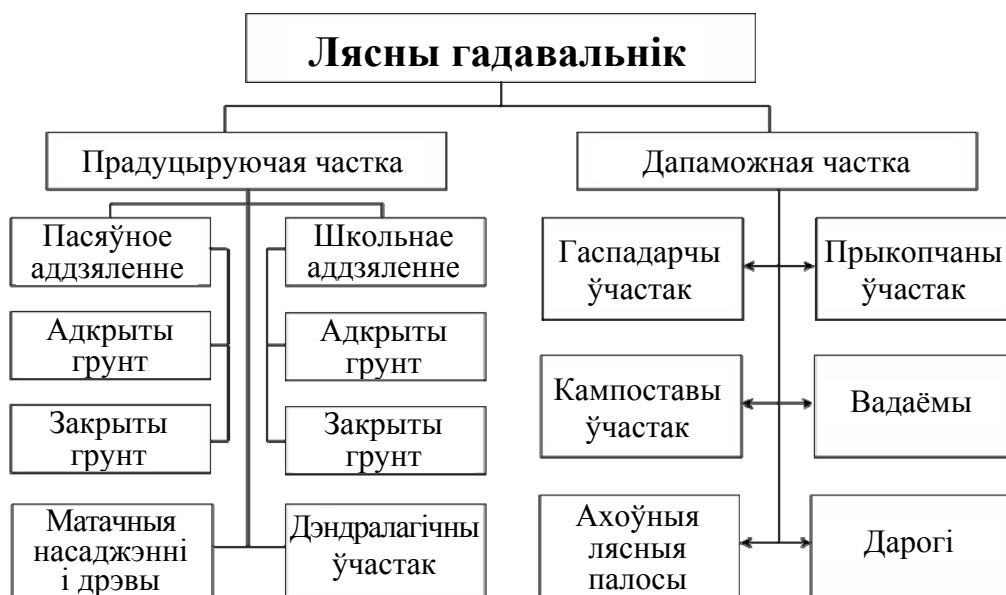 Лясны гадавальнік
Прадуцыруючая частка
Дапаможная частка
Пасяўное
аддзяленне
Школьнае
аддзяленне
Адкрыты
грунт
Адкрыты
грунт
Закрыты
грунт
Закрыты
грунт
Матачныя
насаджэнні
і дрэвы
Дэндралагічны
ўчастак
Гаспадарчы
ўчастак
Прыкопчаны
ўчастак
Кампоставы
ўчастак
Вадаёмы
Ахоўныя
лясныя
палосы
Дарогі